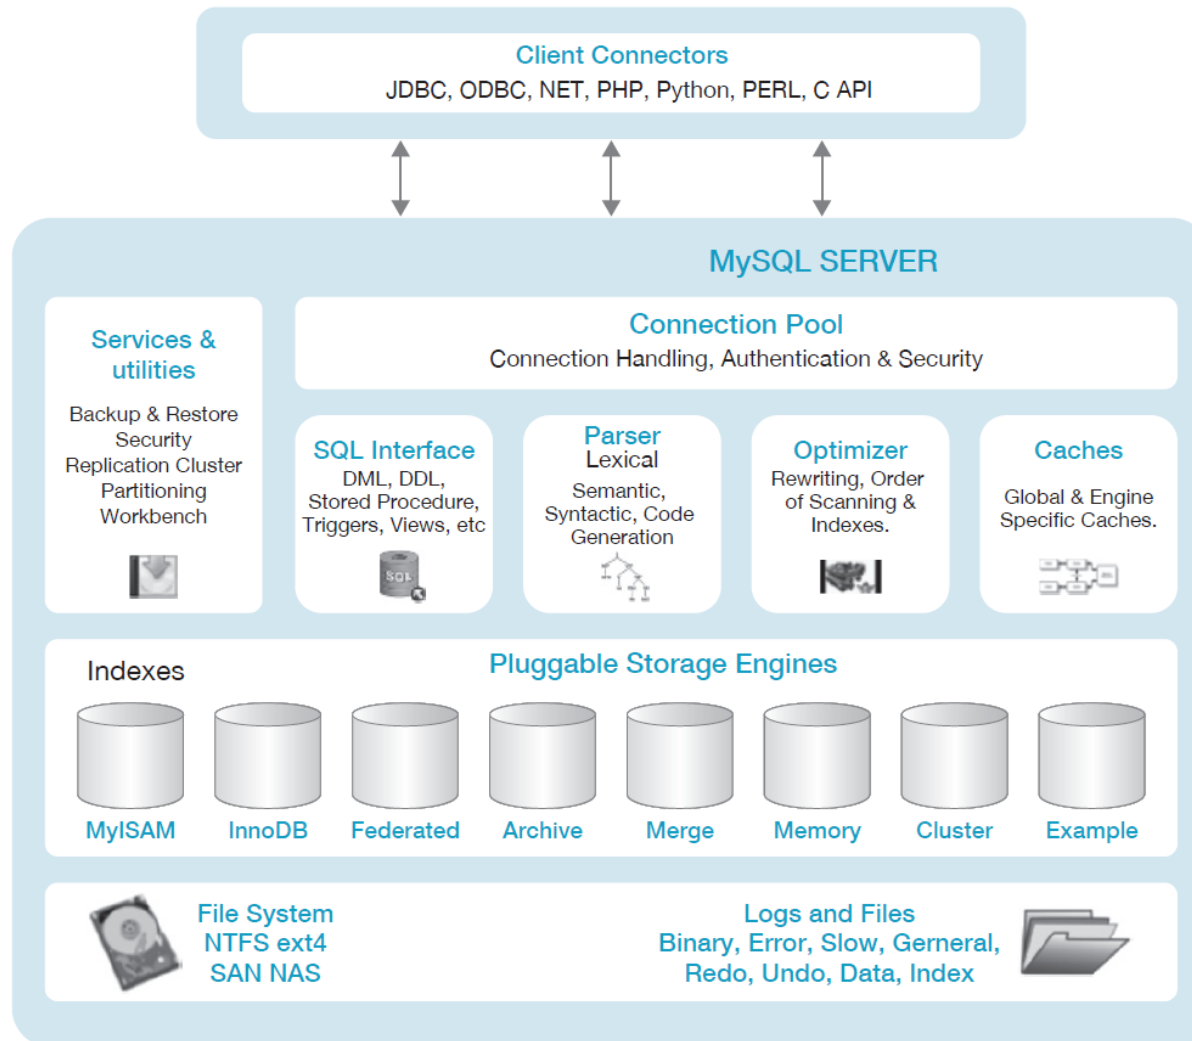 Client Connectors
JDBC, ODBC, NET, PHP, Python, PERL, C API
MySQL SERVER
Services &
utilities
Backup & Restore
Security
Replication Cluster
Partitioning
Workbench
Connection Pool
Connection Handling, Authentication & Security
SQL Interface
DML, DDL,
Stored Procedure,
Triggers, Views, etc
SQL
Parser
Lexical
Semantic,
Syntactic, Code
Generation
Optimizer
Rewriting, Order
of Scanning &
Indexes.
Caches
Global & Engine
Specific Caches.
Indexes
Pluggable Storage Engines
MyISAM
InnoDB
Federated
Archive
Merge
Memory
Cluster
Example
File System
NTFS ext4
SAN NAS
Logs and Files
Binary, Error, Slow, Gerneral,
Redo, Undo, Data, Index